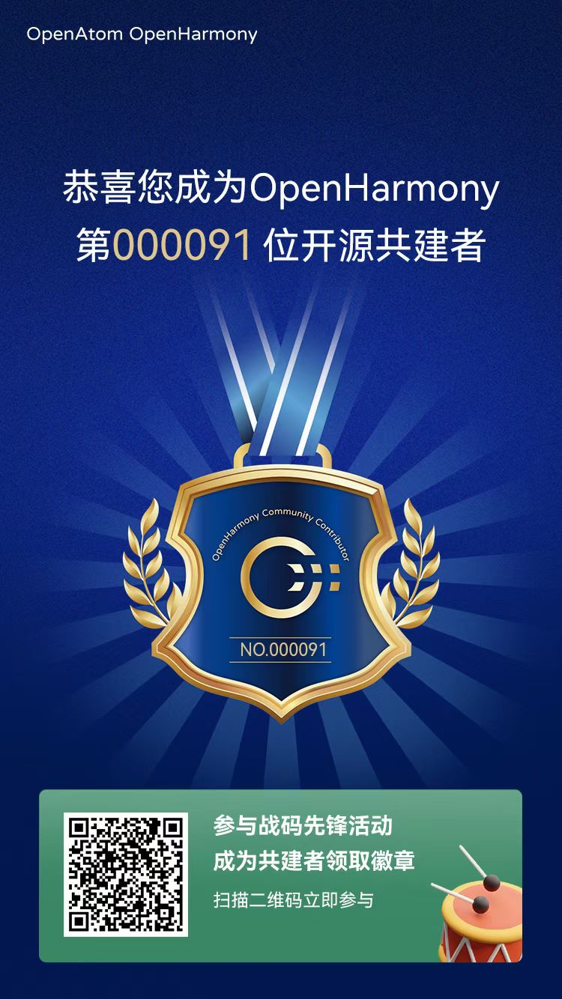 OpenAtom OpenHarmony
恭喜您成为OpenHarmony
第000091 位开源共建者
OpenHarmony Community Contributor
NO.000091
参与战码先锋活动
成为共建者领取徽章
扫描二维码立即参与